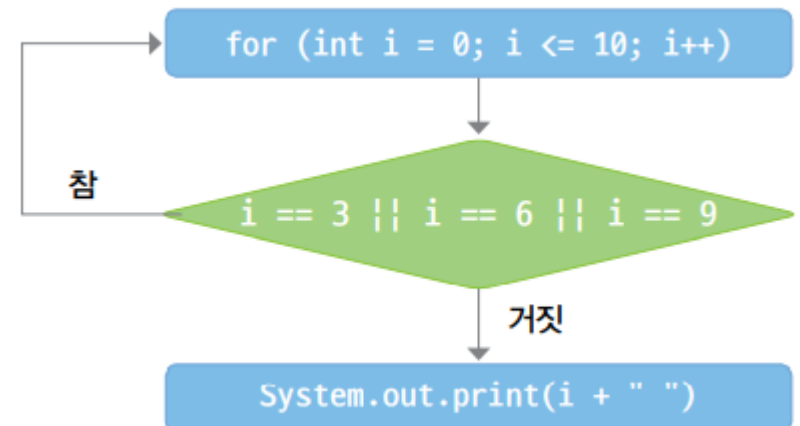 for (int i = 0; i <= 10; i++)
참
i == 3 || i == 6 || i == 9
거짓
System.out.print(i + " ")